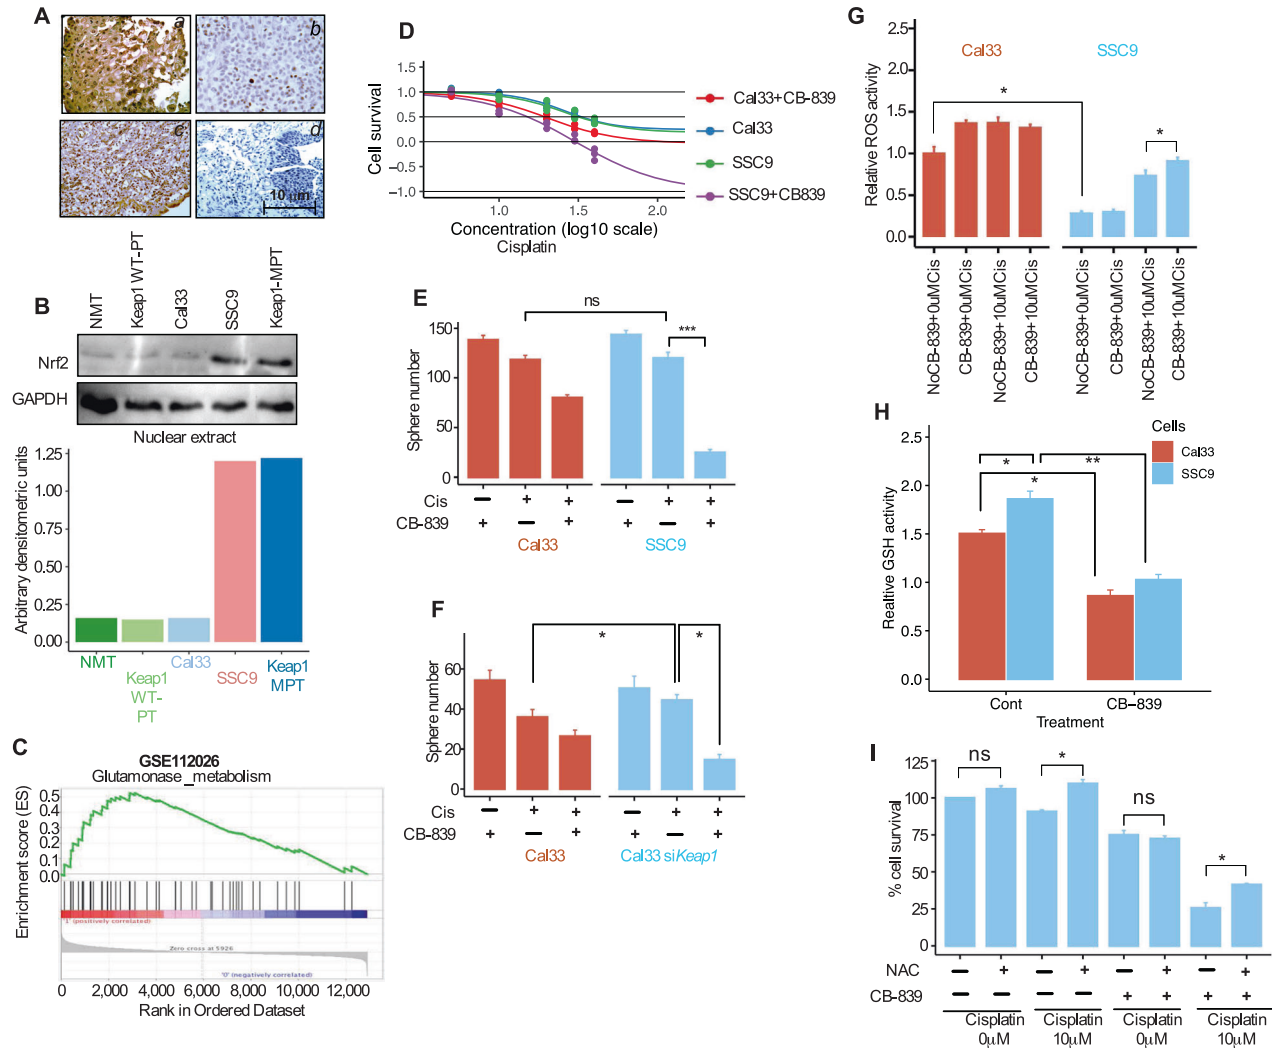 A
a
b
c
d
10 µm
B
NMT
Keap1 WT-PT
Cal33
SSC9
Keap1-MPT
Nrf2
GAPDH
Nuclear extract
Arbitrary densitometric units
1.25
1.00
0.75
0.50
0.25
0.00
NMT
Keap1
WT-
PT
Cal33
SSC9
Keap1
MPT
C
GSE112026
Glutamonase_metabolism
Enrichment score (ES)
0.5
0.4
0.3
0.2
0.1
0.0
'1' (positively correlated)
Zero cross at 5926
'0' (negatively correlated)
0
2,000
4,000
6,000
8,000
10,000
12,000
Rank in Ordered Dataset
D
Cell survival
1.5
1.0
0.5
0.0
−0.5
−1.0
1.0
1.5
2.0
Concentration (log10 scale)
Cisplatin
Cal33+CB-839
Cal33
SSC9
SSC9+CB839
E
Sphere number
150
100
50
0
ns
***
Cis
– + + – + +
CB-839
+ – + + – +
Cal33
SSC9
F
Sphere number
60
40
20
0
*
*
Cis
– + + – + +
CB-839
+ – + + – +
Cal33
Cal33 siKeap1
G
Relative ROS activity
2.5
2.0
1.5
1.0
0.5
0.0
Cal33
SSC9
*
*
NoCB-839+0uMCis
CB-839+0uMCis
NoCB-839+10uMCis
CB-839+10uMCis
NoCB-839+0uMCis
CB-839+0uMCis
NoCB-839+10uMCis
CB-839+10uMCis
H
Cells
Cal33
SSC9
Realtive GSH activity
2.5
2.0
1.5
1.0
0.5
0.0
*
**
*
Cont
CB−839
Treatment
I
% cell survival
125
100
75
50
25
0
ns
*
ns
*
NAC
– + – + – + – +
CB-839
– – – – + + + +
Cisplatin
0µM
Cisplatin
10µM
Cisplatin
0µM
Cisplatin
10µM